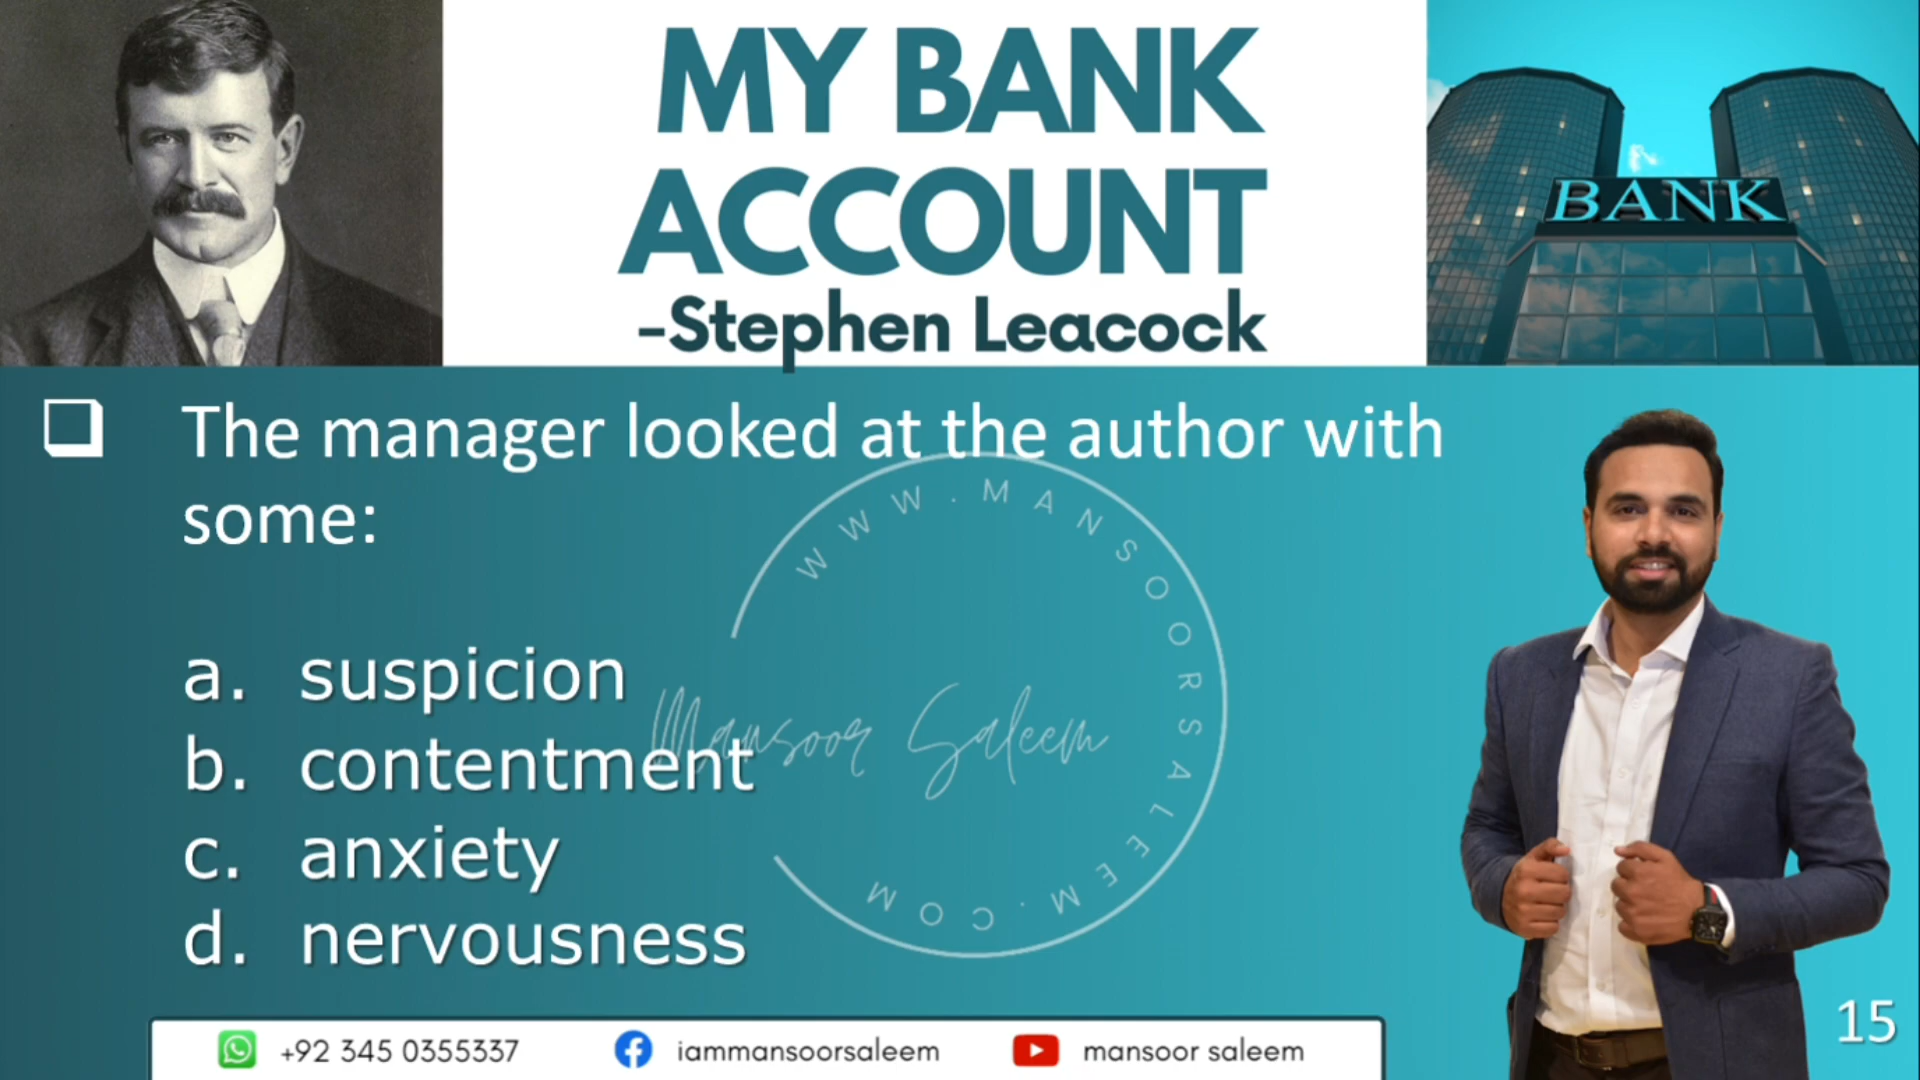 MY BANK
ACCOUNT
-Stephen Leacock
BANK
The manager looked at the author with
some:
WWW.MANSOORSALEEM.COM
Mansoor Saleem
a. suspicion
b. contentment
c. anxiety
d. nervousness
+92 345 0355337
iammansoorsaleem
mansoor saleem
15